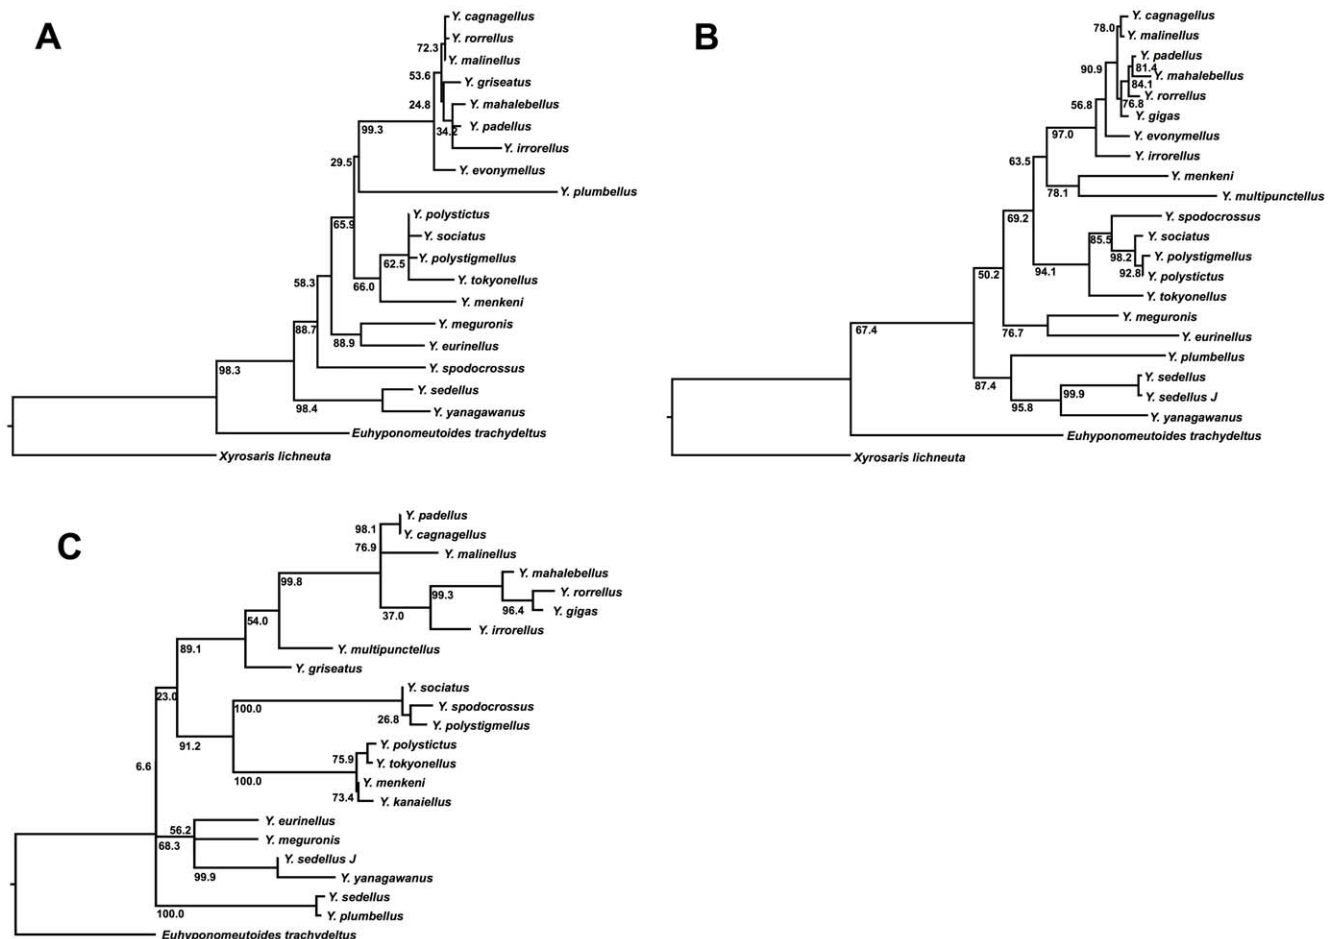 A
Y. cagnagellus
Y. rorrellus
72.3
Y. malinellus
53.6
Y. griseatus
24.8
Y. mahalebellus
99.3
34.2
Y. padellus
Y. irrorellus
29.5
Y. evonymellus
Y. plumbellus
Y. polystictus
65.9
Y. sociatus
62.5
Y. polystigmellus
58.3
66.0
Y. tokyonellus
Y. menkeni
88.7
Y. meguronis
88.9
Y. eurinellus
98.3
Y. spodocrossus
Y. sedellus
98.4
Y. yanagawanus
Euhyponomeutoides trachydeltus
Xyrosaris lichneuta
B
Y. cagnagellus
78.0
Y. malinellus
Y. padellus
90.9
81.4
Y. mahalebellus
84.1
Y. rorrellus
56.8
76.8
Y. gigas
97.0
Y. evonymellus
Y. irrorellus
63.5
Y. menkeni
78.1
Y. multipunctellus
69.2
Y. spodocrossus
85.5
Y. sociatus
98.2
Y. polystigmellus
50.2
94.1
92.8
Y. polystictus
Y. tokyonellus
Y. meguronis
67.4
76.7
Y. eurinellus
Y. plumbellus
87.4
Y. sedellus
99.9
Y. sedellus J
95.8
Y. yanagawanus
Euhyponomeutoides trachydeltus
Xyrosaris lichneuta
C
Y. padellus
98.1
Y. cagnagellus
76.9
Y. malinellus
99.8
Y. mahalebellus
99.3
Y. rorrellus
37.0
96.4
Y. gigas
54.0
Y. irrorellus
89.1
Y. multipunctellus
Y. griseatus
23.0
Y. sociatus
100.0
Y. spodocrossus
26.8
Y. polystigmellus
91.2
Y. polystictus
6.6
75.9
Y. tokyonellus
100.0
Y. menkeni
73.4
Y. kanaiellus
Y. eurinellus
56.2
68.3
Y. meguronis
Y. sedellus J
99.9
Y. yanagawanus
Y. sedellus
100.0
Y. plumbellus
Euhyponomeutoides trachydeltus